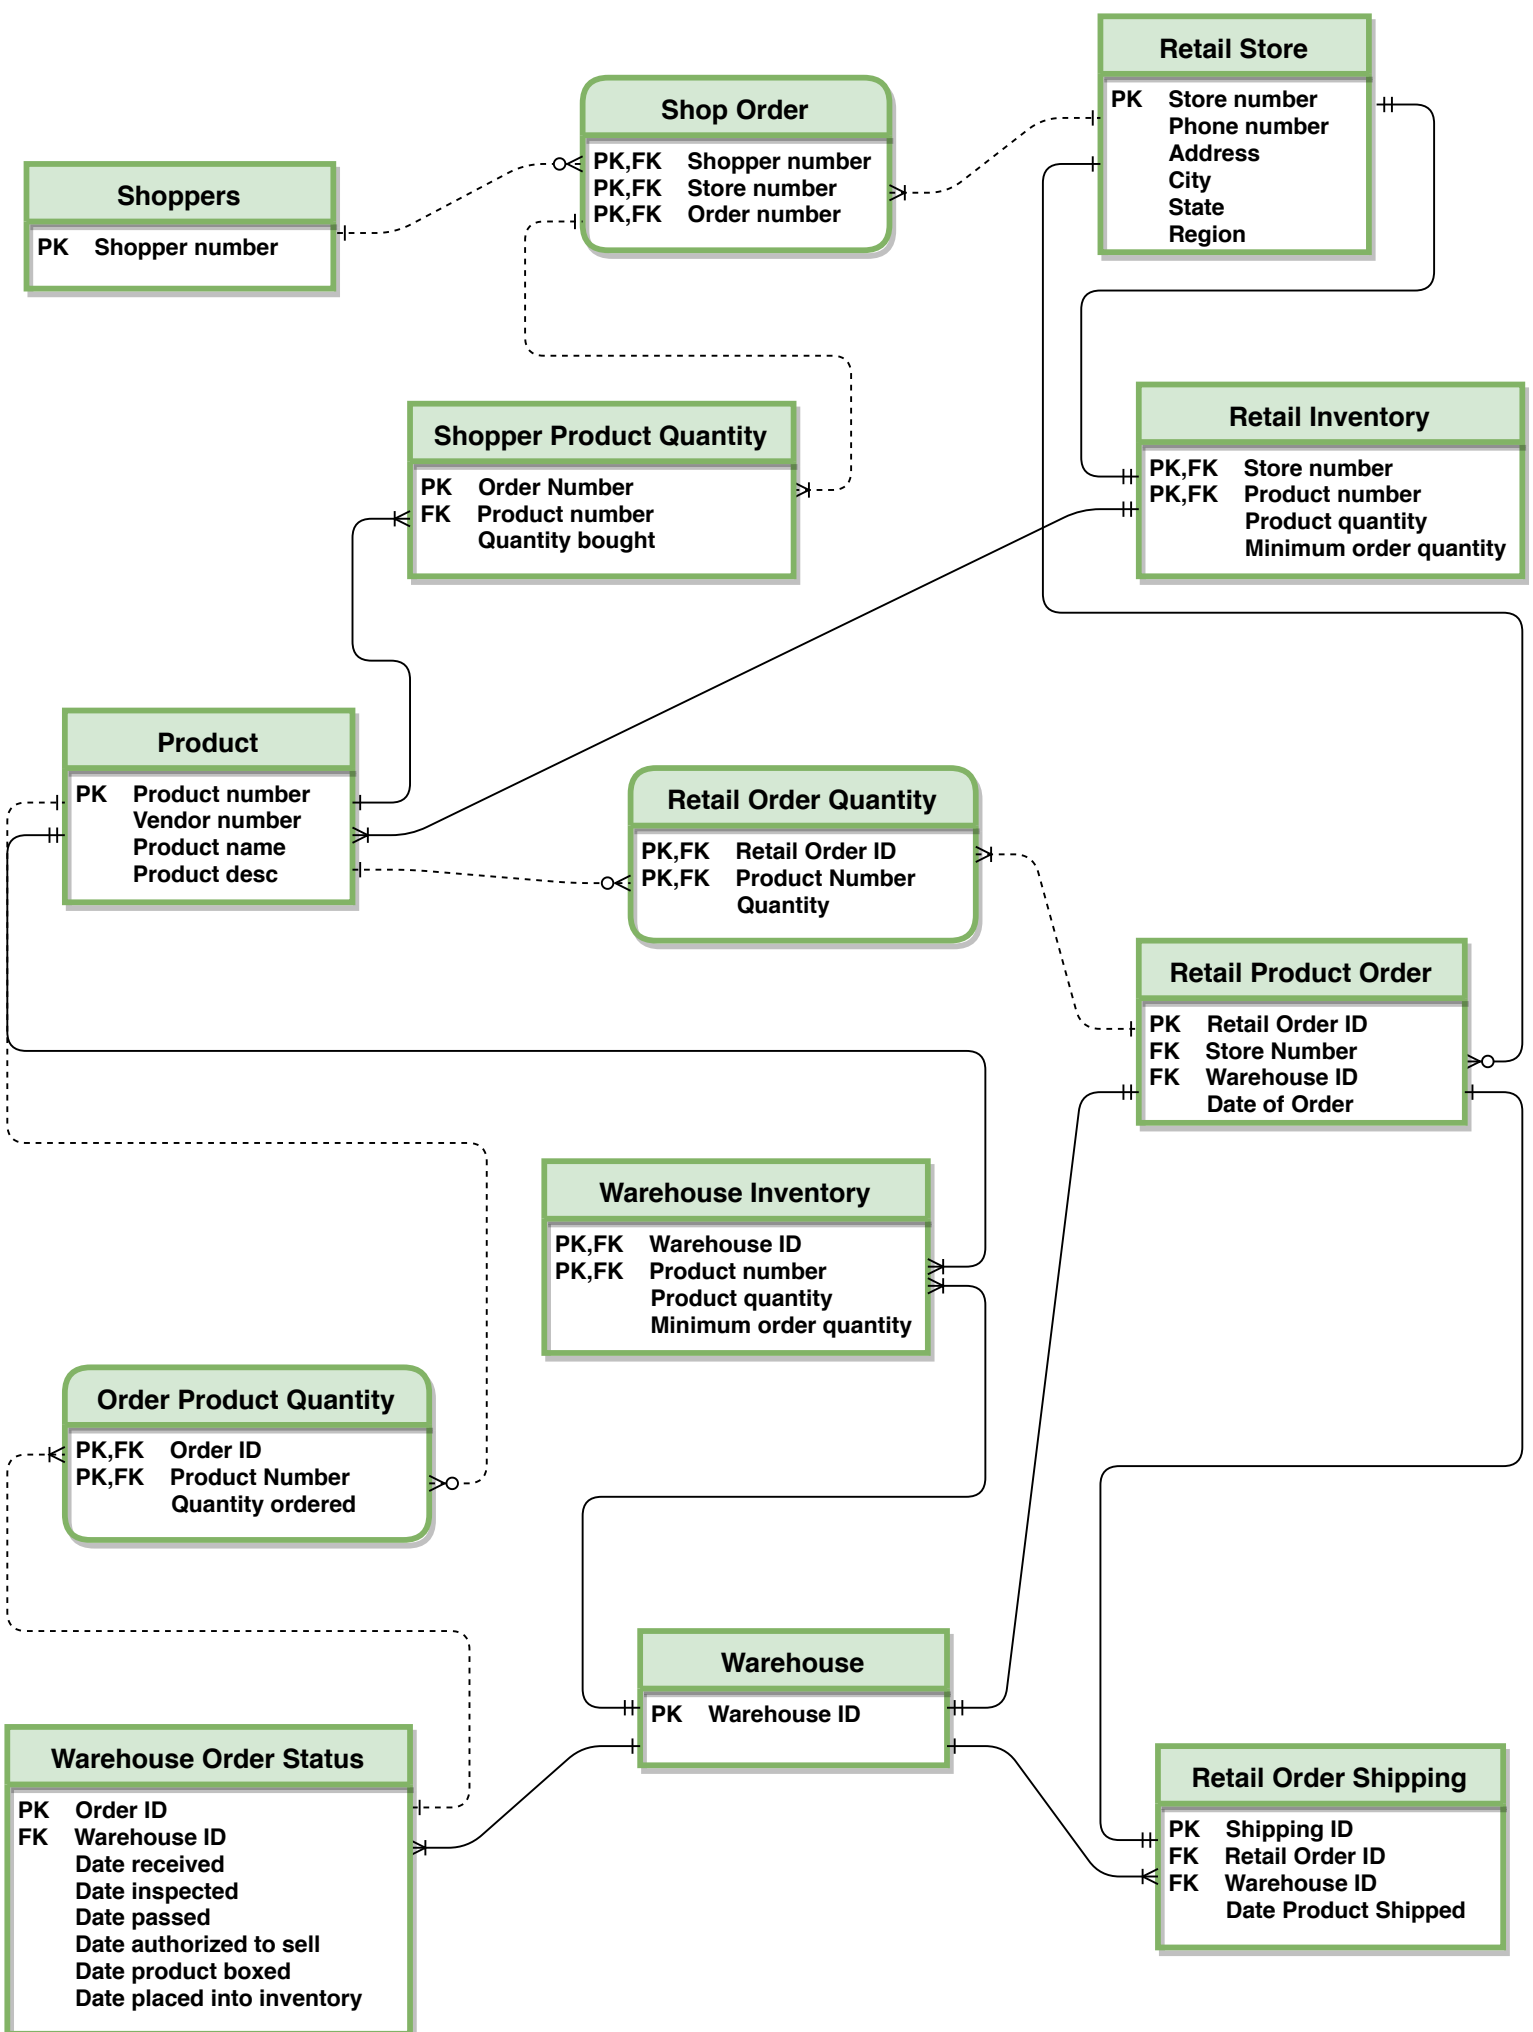 Retail Store
PK Store number
Phone number
Address
City
State
Region
Shop Order
PK,FK Shopper number
PK,FK Store number
PK,FK Order number
Shoppers
PK Shopper number
Retail Inventory
PK,FK Store number
PK,FK Product number
Product quantity
Minimum order quantity
Shopper Product Quantity
PK Order Number
FK Product number
Quantity bought
Product
PK Product number
Vendor number
Product name
Product desc
Retail Order Quantity
PK,FK Retail Order ID
PK,FK Product Number
Quantity
Retail Product Order
PK Retail Order ID
FK Store Number
FK Warehouse ID
Date of Order
Warehouse Inventory
PK,FK Warehouse ID
PK,FK Product number
Product quantity
Minimum order quantity
Order Product Quantity
PK,FK Order ID
PK,FK Product Number
Quantity ordered
Warehouse
PK Warehouse ID
Warehouse Order Status
PK Order ID
FK Warehouse ID
Date received
Date inspected
Date passed
Date authorized to sell
Date product boxed
Date placed into inventory
Retail Order Shipping
PK Shipping ID
FK Retail Order ID
FK Warehouse ID
Date Product Shipped